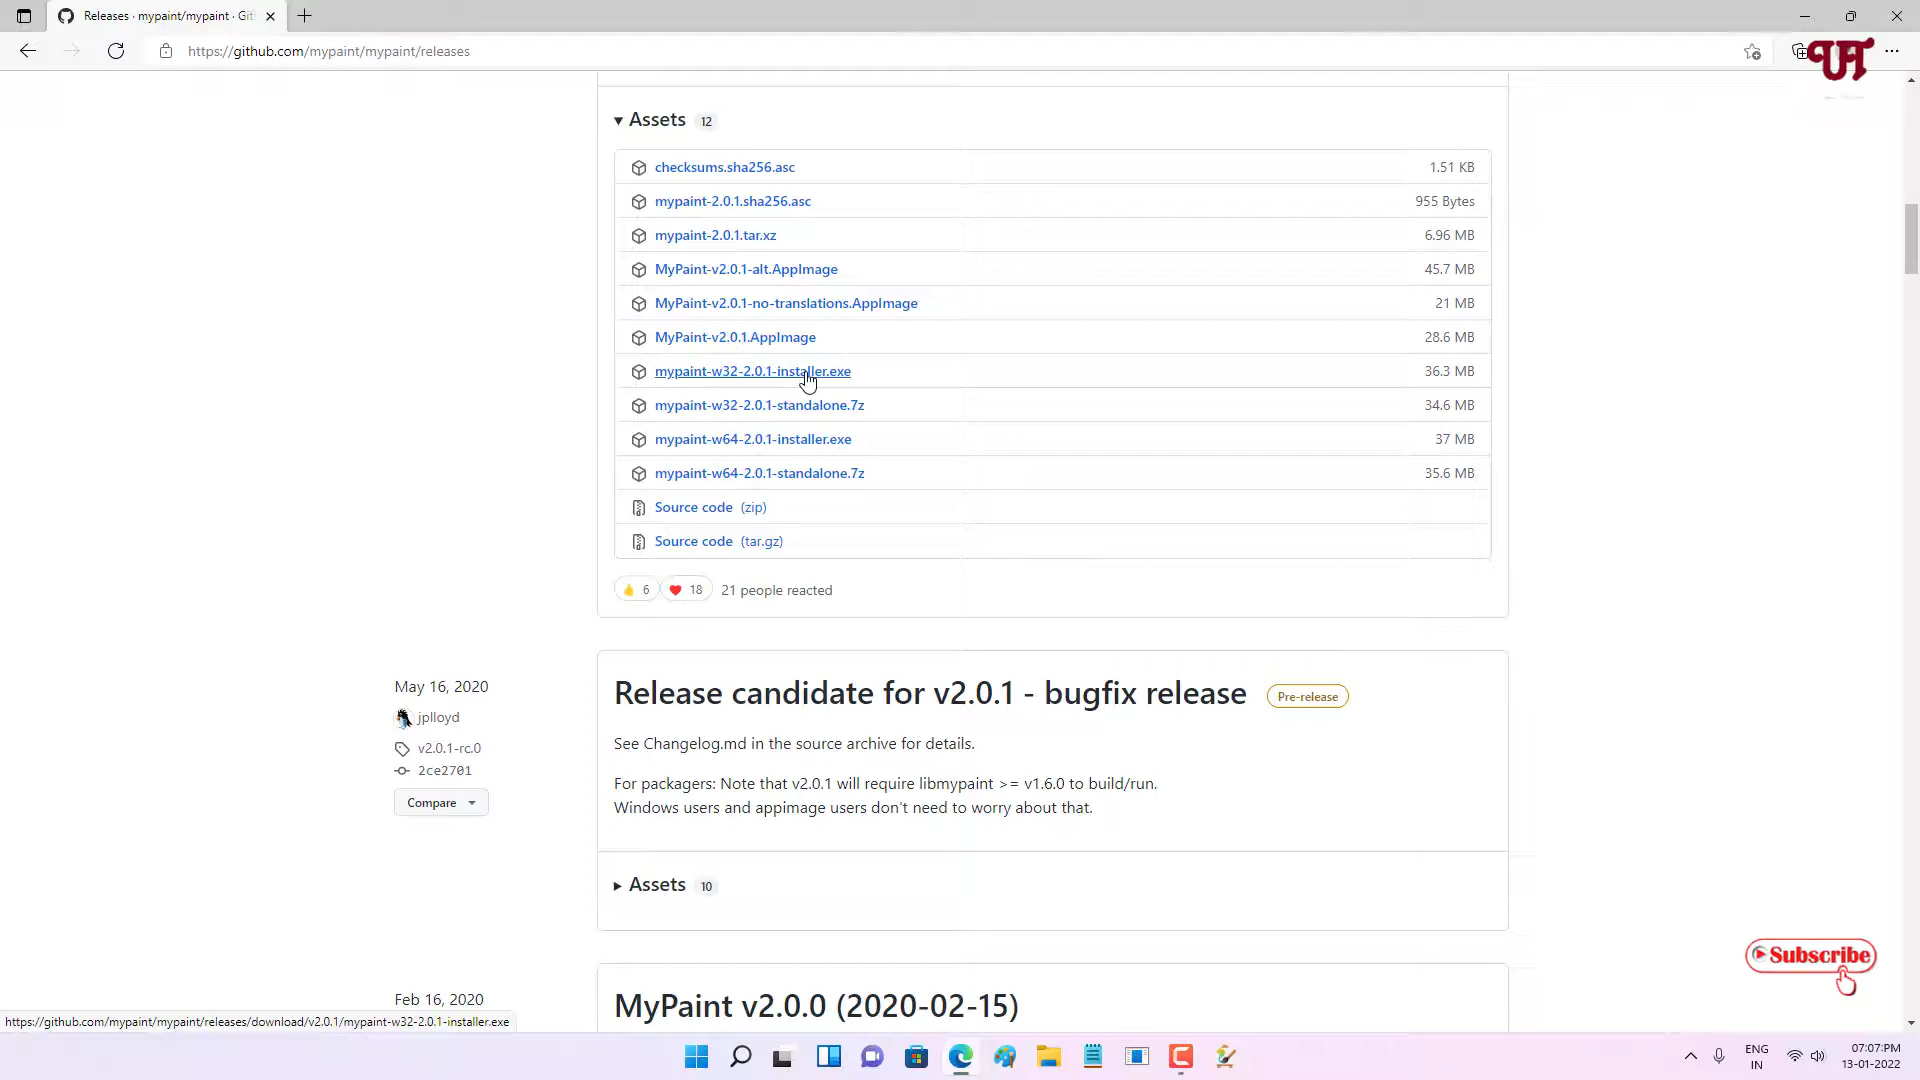 Releases · mypaint/mypaint · Git
https://github.com/mypaint/mypaint/releases
UA
Assets 12
checksums.sha256.asc 1.51 KB
mypaint-2.0.1.sha256.asc 955 Bytes
mypaint-2.0.1.tar.xz 6.96 MB
MyPaint-v2.0.1-alt.AppImage 45.7 MB
MyPaint-v2.0.1-no-translations.AppImage 21 MB
MyPaint-v2.0.1.AppImage 28.6 MB
mypaint-w32-2.0.1-installer.exe 36.3 MB
mypaint-w32-2.0.1-standalone.7z 34.6 MB
mypaint-w64-2.0.1-installer.exe 37 MB
mypaint-w64-2.0.1-standalone.7z 35.6 MB
Source code (zip)
Source code (tar.gz)
6 18 21 people reacted
May 16, 2020
jplloyd
v2.0.1-rc.0
2ce2701
Compare
Release candidate for v2.0.1 - bugfix release Pre-release
See Changelog.md in the source archive for details.
For packagers: Note that v2.0.1 will require libmypaint >= v1.6.0 to build/run.
Windows users and appimage users don't need to worry about that.
Assets 10
Subscribe
Feb 16, 2020
MyPaint v2.0.0 (2020-02-15)
https://github.com/mypaint/mypaint/releases/download/v2.0.1/mypaint-w32-2.0.1-installer.exe
ENG
IN
07:07:PM
13-01-2022